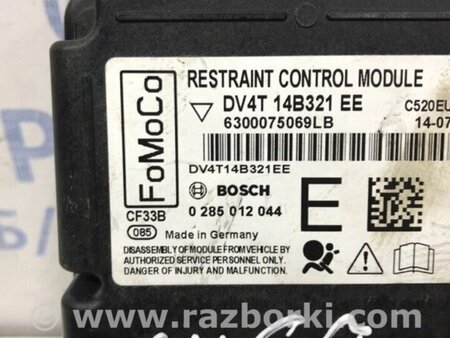 RESTRAINT CONTROL MODULE
FoMoCo
DV4T 14B321 EE
C520EU
6300075069LB
14-07
DV4T14B321EE
BOSCH
E
0 285 012 044
CF33B
085
Made in Germany
DISASSEMBLY OF MODULE FROM VEHICLE BY
AUTHORIZED SERVICE PERSONNEL ONLY.
DANGER OF INJURY AND MALFUNCTION.
© - www.razborki.com